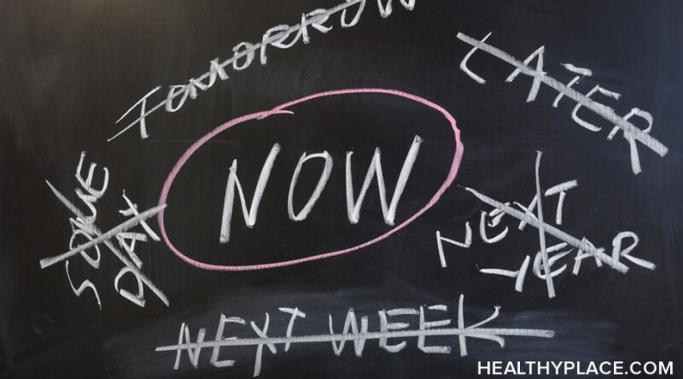 TOMORROW
LATER
NOW
SOME
DAY
NEXT
YEAR
NEXT WEEK
HEALTHYPLACE.COM